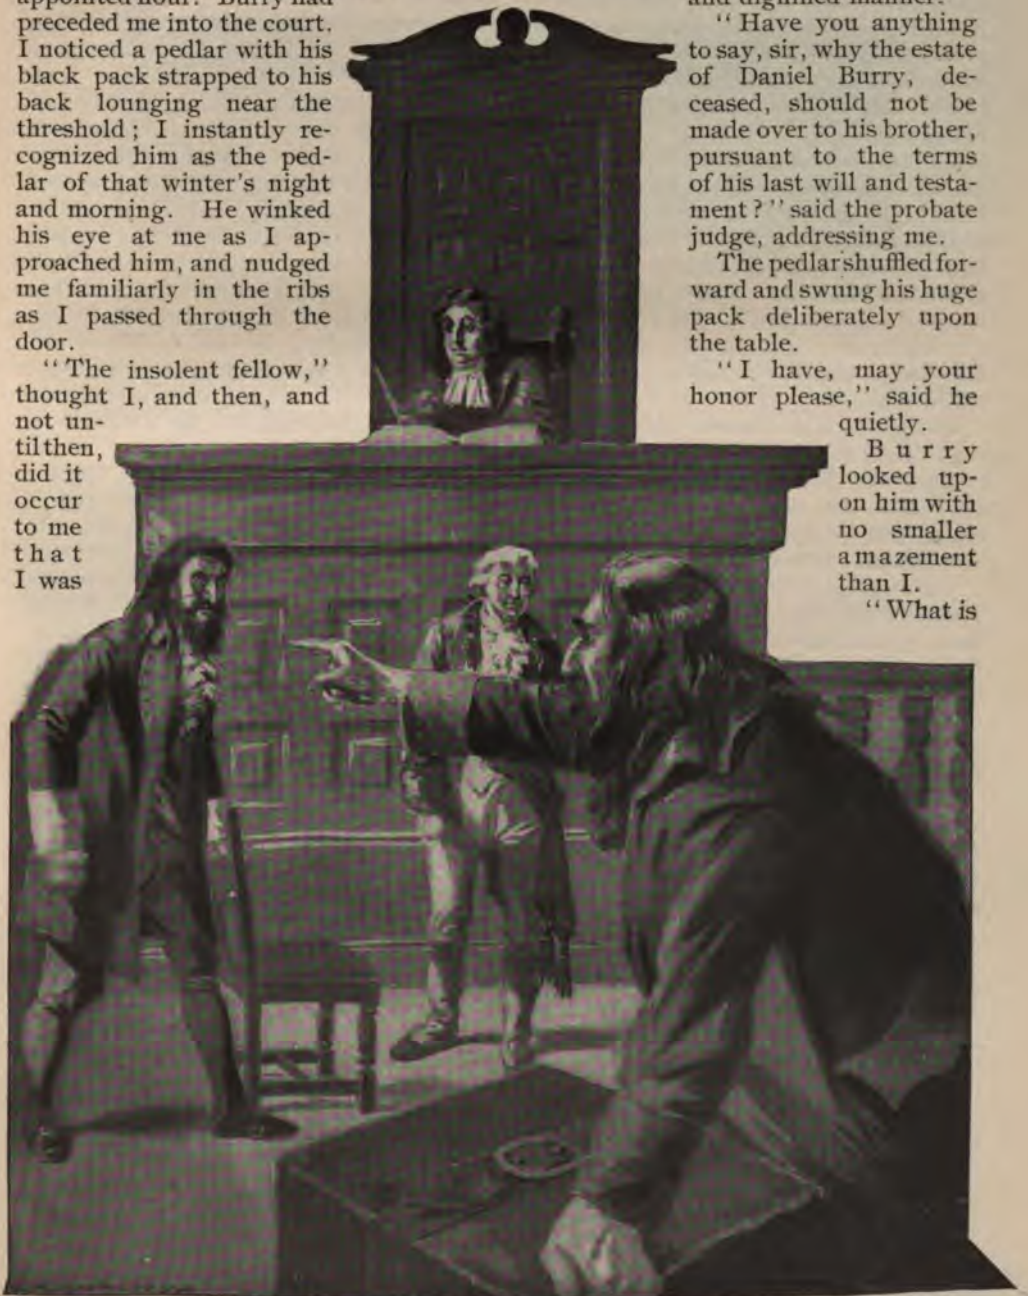 appointed hour. Burry had
preceded me into the court.
I noticed a pedlar with his
black pack strapped to his
back lounging near the
threshold ; I instantly re-
cognized him as the ped-
lar of that winter's night
and morning. He winked
his eye at me as I ap-
proached him, and nudged
me familiarly in the ribs
as I passed through the
door.
“ The insolent fellow,”
thought I, and then, and
not un-
til then,
did it
occur
to me
that
I was
and dignified manner.
“ Have you anything
to say, sir, why the estate
of Daniel Burry, de-
ceased, should not be
made over to his brother,
pursuant to the terms
of his last will and testa-
ment ? ” said the probate
judge, addressing me.
The pedlar shuffled for-
ward and swung his huge
pack deliberately upon
the table.
“ I have, may your
honor please,” said he
quietly.
Burry
looked up-
on him with
no smaller
amazement
than I.
“ What is